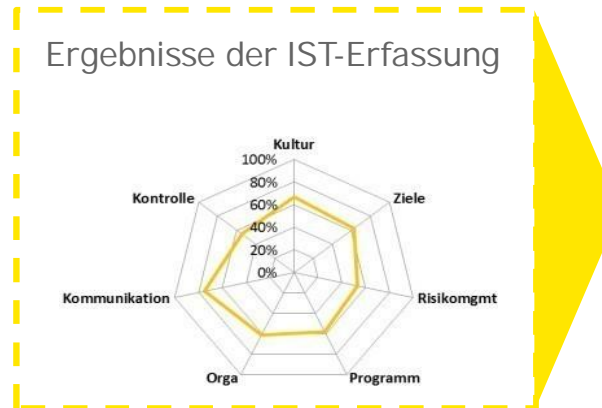 Ergebnisse der IST-Erfassung
Kultur
100%
80%
60%
40%
20%
0%
Kontrolle
Ziele
Kommunikation
Risikomgmt
Orga
Programm